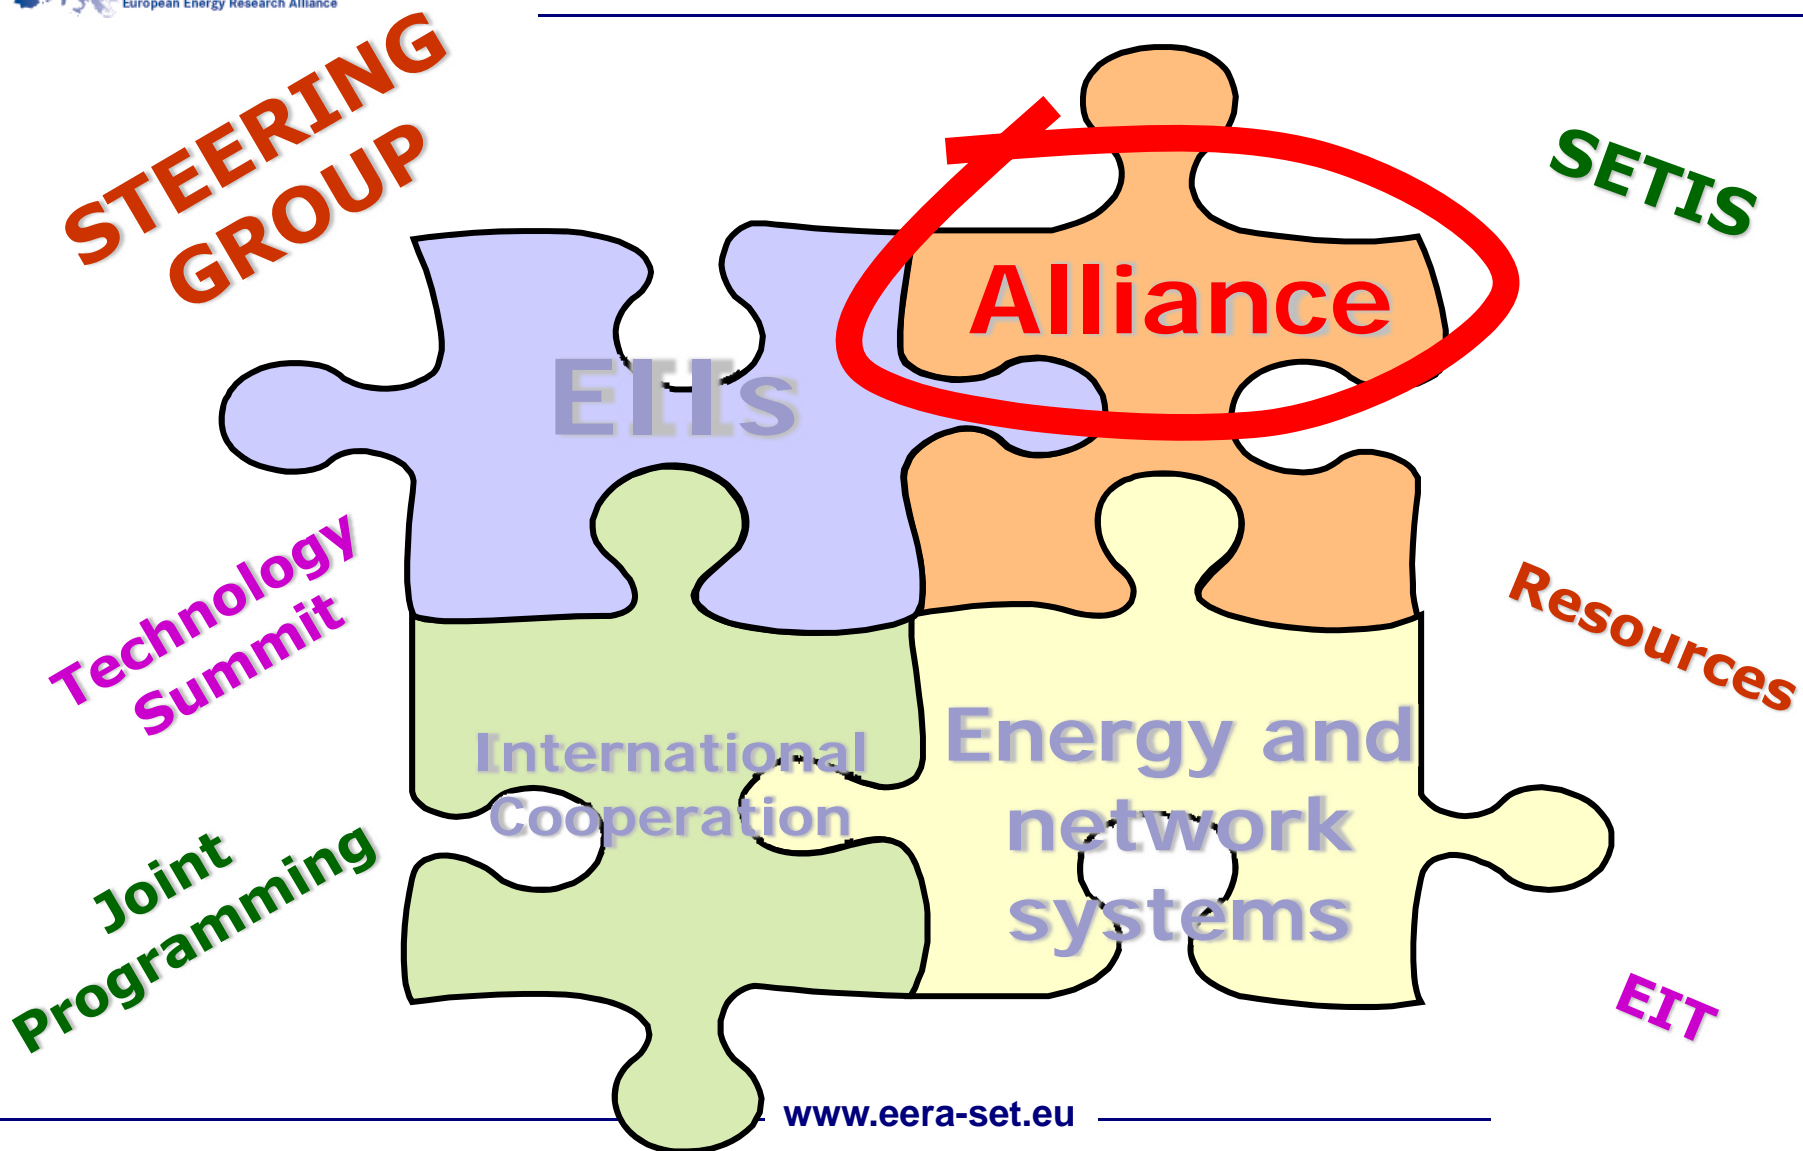 European Energy Research Alliance
STEERING
GROUP
SETIS
Alliance
EIIs
Technology
Summit
Resources
International
Cooperation
Energy and
network
systems
Joint
Programming
EIT
www.eera-set.eu